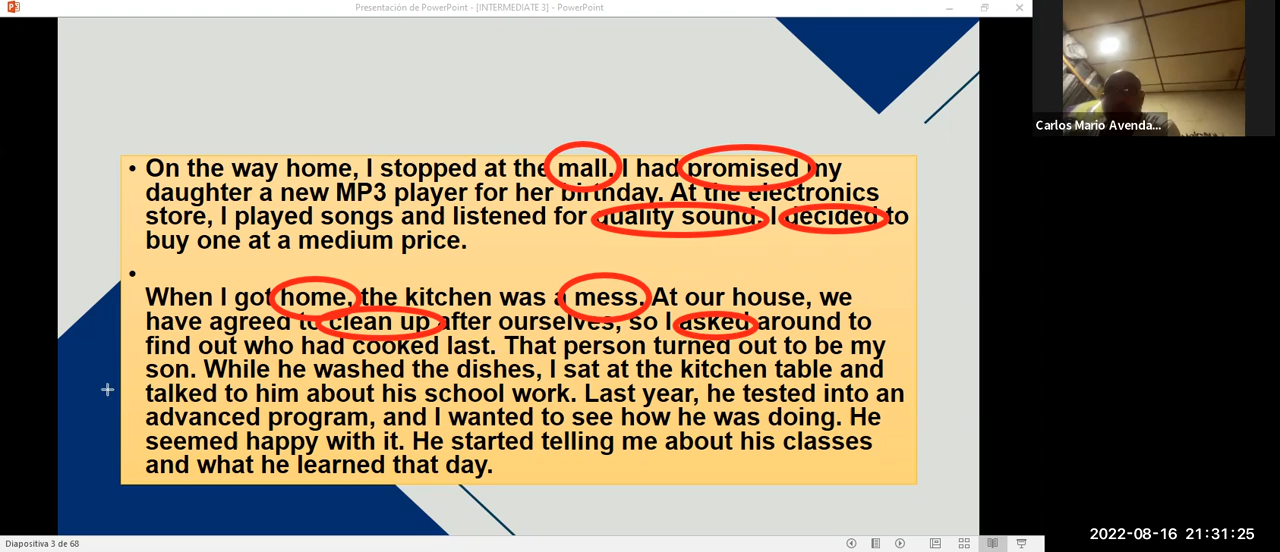 Presentación de PowerPoint - [INTERMEDIATE 3] - PowerPoint
Carlos Mario Avenda...
• On the way home, I stopped at the mall. I had promised my
daughter a new MP3 player for her birthday. At the electronics
store, I played songs and listened for quality sound. I decided to
buy one at a medium price.
•
When I got home, the kitchen was a mess. At our house, we
have agreed to clean up after ourselves, so I asked around to
find out who had cooked last. That person turned out to be my
son. While he washed the dishes, I sat at the kitchen table and
talked to him about his school work. Last year, he tested into an
advanced program, and I wanted to see how he was doing. He
seemed happy with it. He started telling me about his classes
and what he learned that day.
Diapositiva 3 de 68
2022-08-16 21:31:25